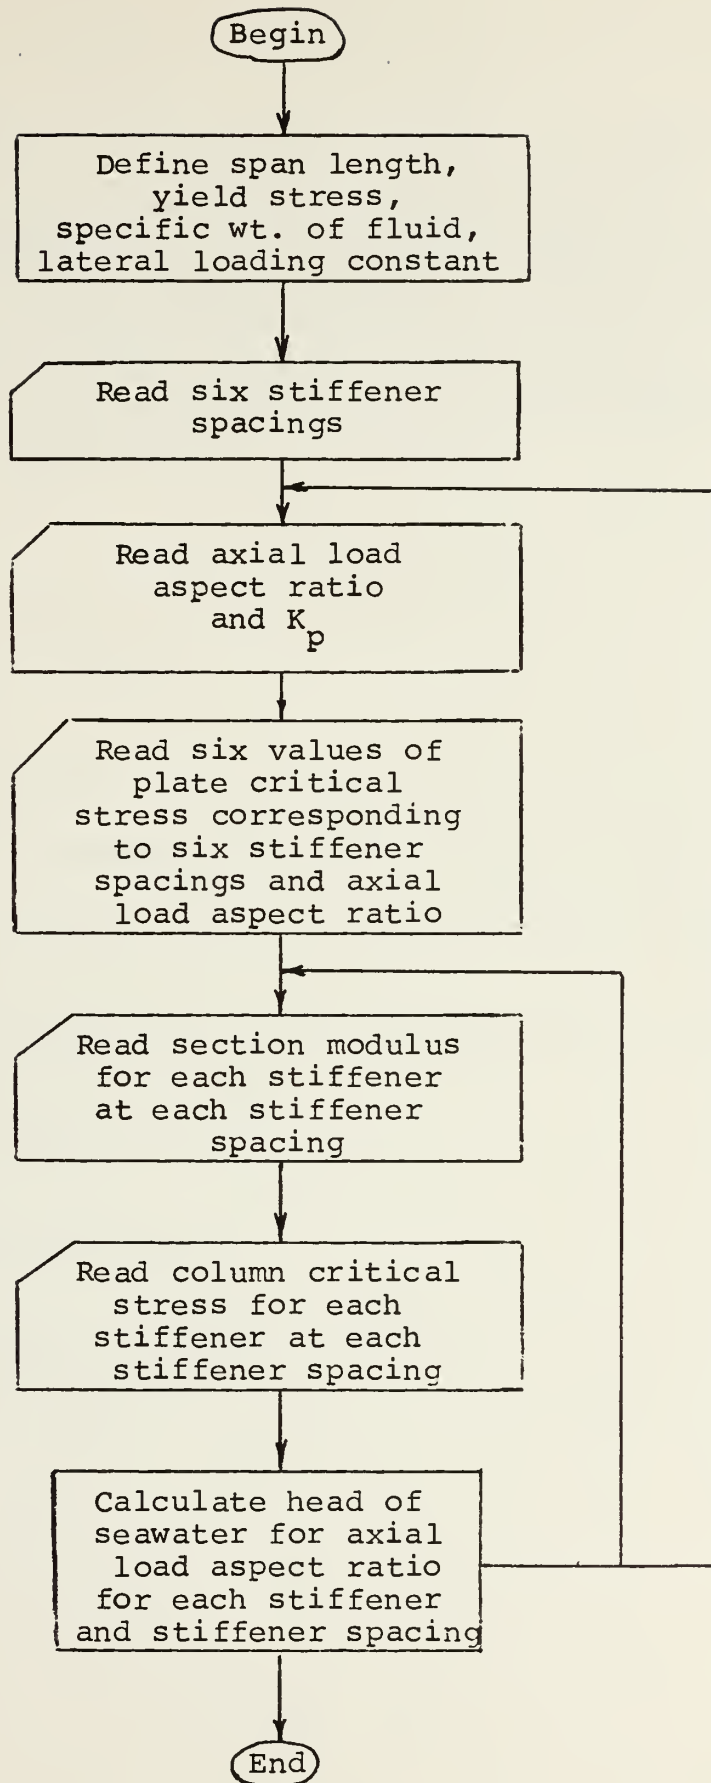 Begin
Define span length,
yield stress,
specific wt. of fluid,
lateral loading constant
Read six stiffener
spacings
Read axial load
aspect ratio
and Kp
Read six values of
plate critical
stress corresponding
to six stiffener
spacings and axial
load aspect ratio
Read section modulus
for each stiffener
at each stiffener
spacing
Read column critical
stress for each
stiffener at each
stiffener spacing
Calculate head of
seawater for axial
load aspect ratio
for each stiffener
and stiffener spacing
End